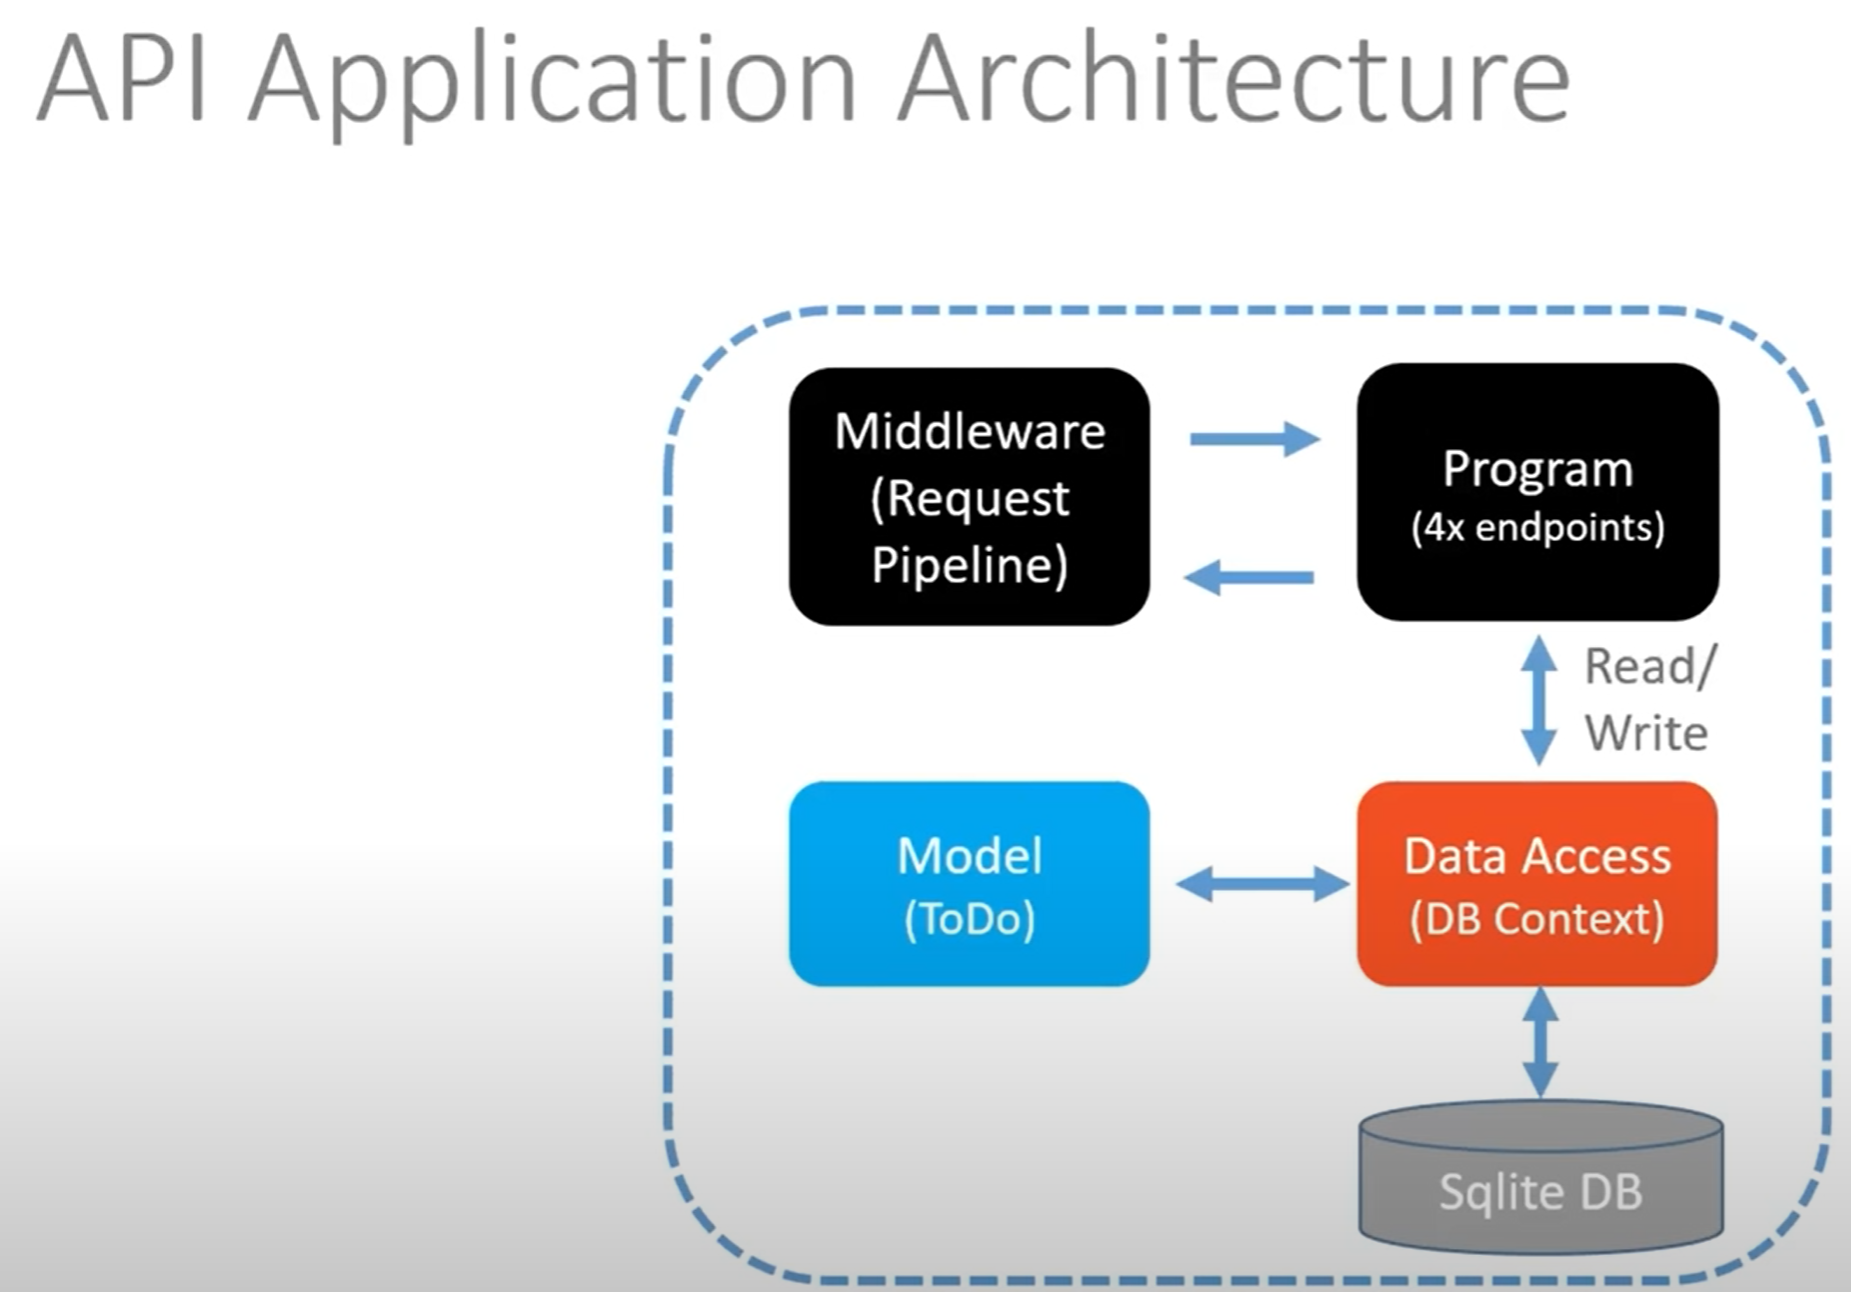 API Application Architecture
Middleware
(Request
Pipeline)
Program
(4x endpoints)
Read/
Write
Model
(ToDo)
Data Access
(DB Context)
Sqlite DB